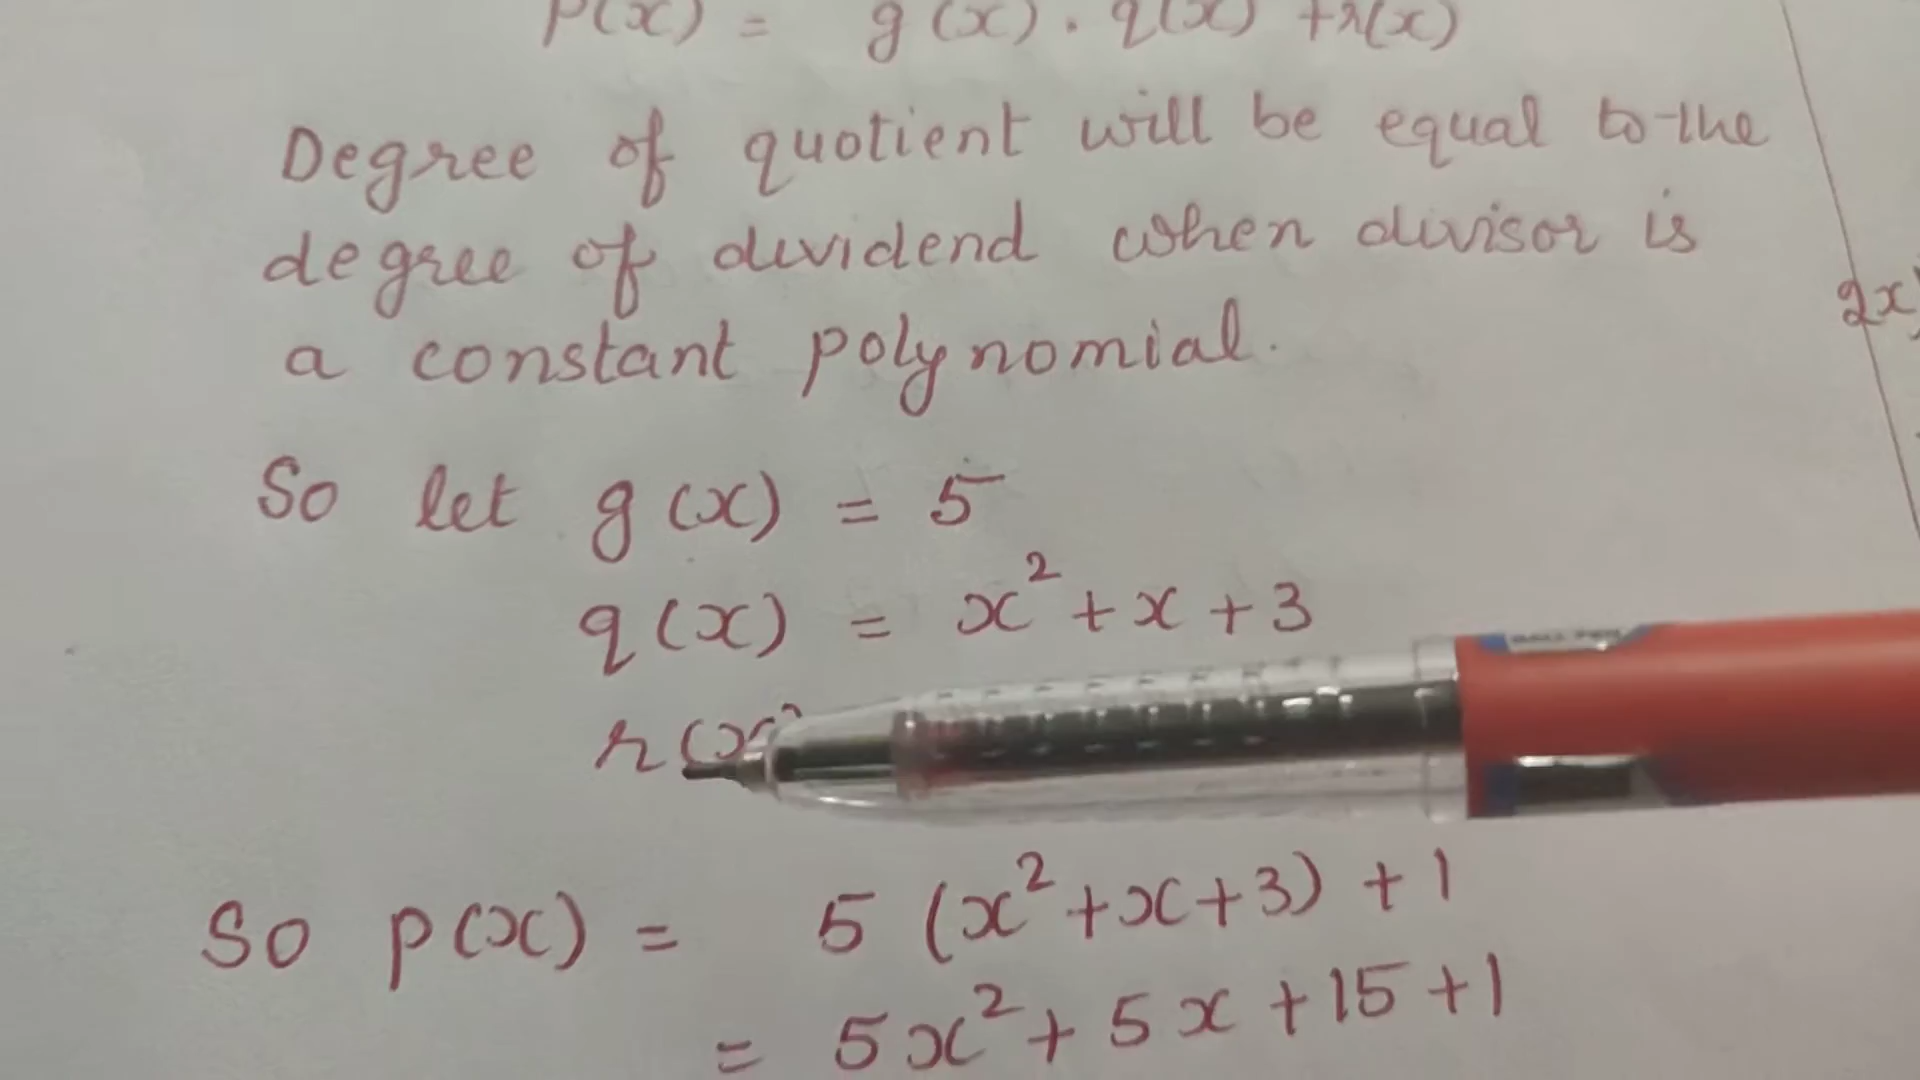 p(x) = g(x) . q(x) + r(x)
Degree of quotient will be equal to the
degree of dividend when divisor is
a constant polynomial.
2x)
So let g(x) = 5
q(x) = x² + x + 3
r(x)
So p(x) = 5 (x² + x + 3) + 1
= 5x² + 5x + 15 + 1